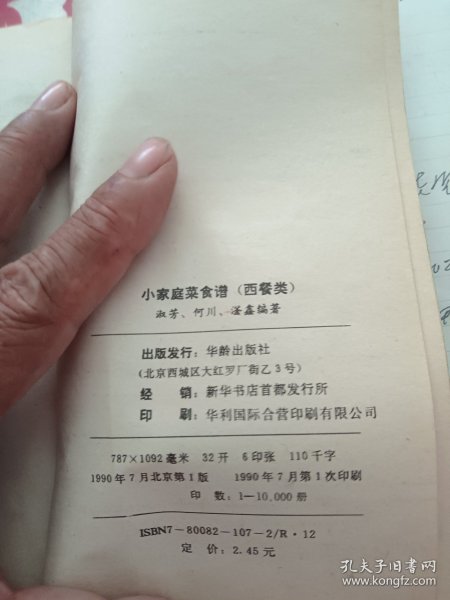 小家庭菜食谱（西餐类）
淑芳、何川、湛鑫编著
出版发行：华龄出版社
（北京西城区大红罗厂街乙3号）
经 销：新华书店首都发行所
印 刷：华利国际合营印刷有限公司
787×1092毫米 32开 6印张 110千字
1990年7月北京第1版 1990年7月第1次印刷
印 数：1—10,000册
ISBN7-80082-107-2/R·12
定 价：2.45元
孔夫子旧书网
www.kongfz.com